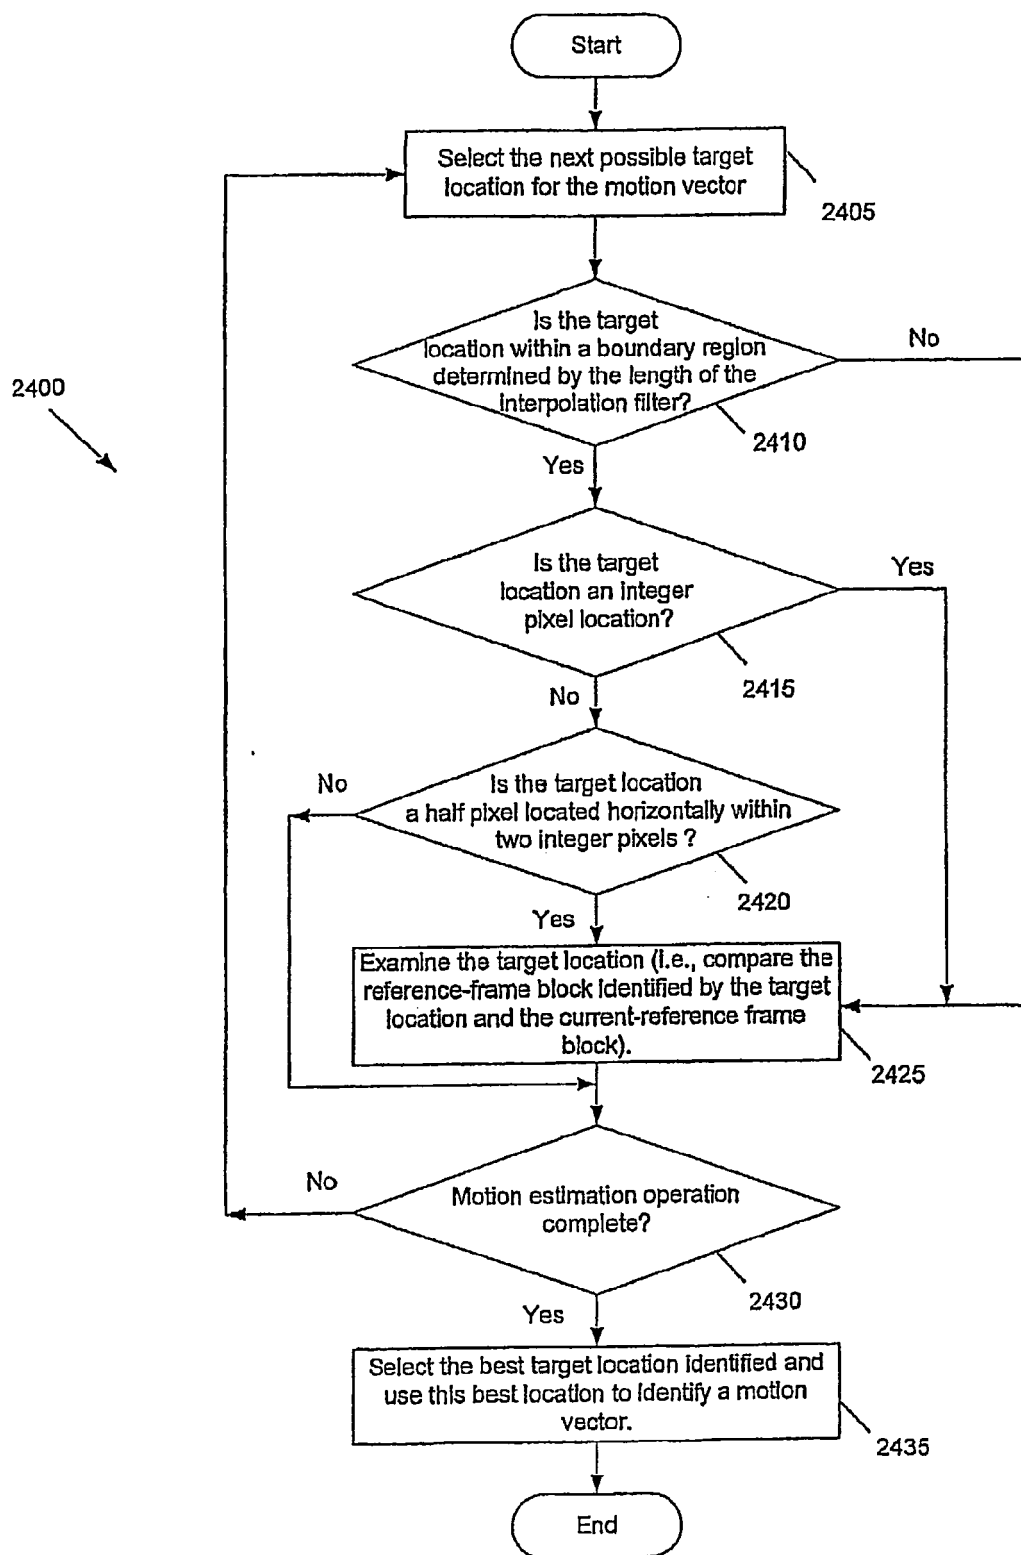 Start
Select the next possible target
location for the motion vector
2405
Is the target
location within a boundary region
determined by the length of the
interpolation filter?
No
2410
2400
Yes
Is the target
location an integer
pixel location?
Yes
2415
No
Is the target location
a half pixel located horizontally within
two integer pixels ?
No
2420
Yes
Examine the target location (i.e., compare the
reference-frame block identified by the target
location and the current-reference frame
block).
2425
No
Motion estimation operation
complete?
2430
Yes
Select the best target location identified and
use this best location to identify a motion
vector.
2435
End